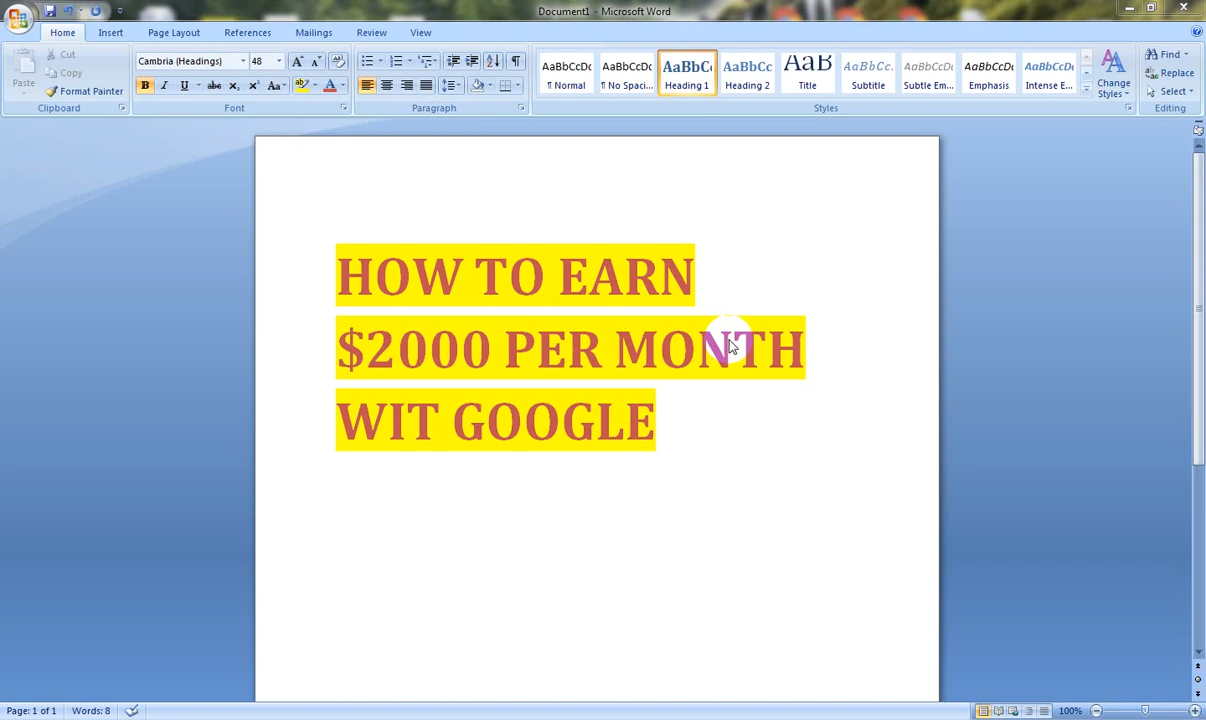 Document1 - Microsoft Word
Home Insert Page Layout References Mailings Review View
Paste
Cut
Copy
Format Painter
Clipboard
Cambria (Headings) 48
Font
Paragraph
AaBbCcDc AaBbCcDc AaBbCc AaBbCc AaB AaBbCc. AaBbCcDc AaBbCcDc AaBbCcDc
¶ Normal ¶ No Spaci... Heading 1 Heading 2 Title Subtitle Subtle Em... Emphasis Intense E...
Change
Styles
Styles
Find
Replace
Select
Editing
HOW TO EARN
$2000 PER MONTH
WIT GOOGLE
Page: 1 of 1 Words: 8 100%